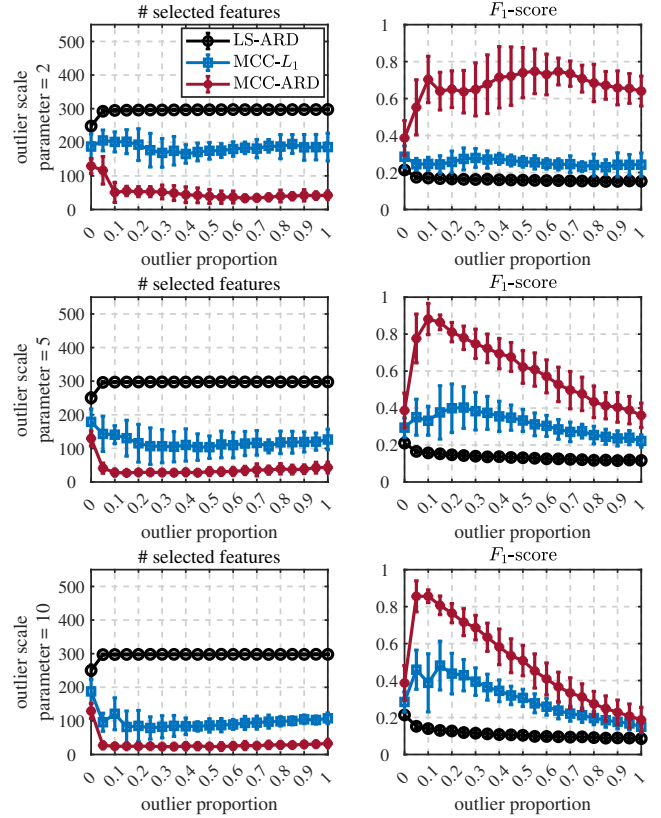 # selected features
F₁-score
outlier scale
parameter = 2
500
400
300
200
100
0
LS-ARD
MCC-L₁
MCC-ARD
0 0.1 0.2 0.3 0.4 0.5 0.6 0.7 0.8 0.9 1
outlier proportion
1
0.8
0.6
0.4
0.2
0
0 0.1 0.2 0.3 0.4 0.5 0.6 0.7 0.8 0.9 1
outlier proportion
# selected features
F₁-score
outlier scale
parameter = 5
500
400
300
200
100
0
0 0.1 0.2 0.3 0.4 0.5 0.6 0.7 0.8 0.9 1
outlier proportion
1
0.8
0.6
0.4
0.2
0
0 0.1 0.2 0.3 0.4 0.5 0.6 0.7 0.8 0.9 1
outlier proportion
# selected features
F₁-score
outlier scale
parameter = 10
500
400
300
200
100
0
0 0.1 0.2 0.3 0.4 0.5 0.6 0.7 0.8 0.9 1
outlier proportion
1
0.8
0.6
0.4
0.2
0
0 0.1 0.2 0.3 0.4 0.5 0.6 0.7 0.8 0.9 1
outlier proportion